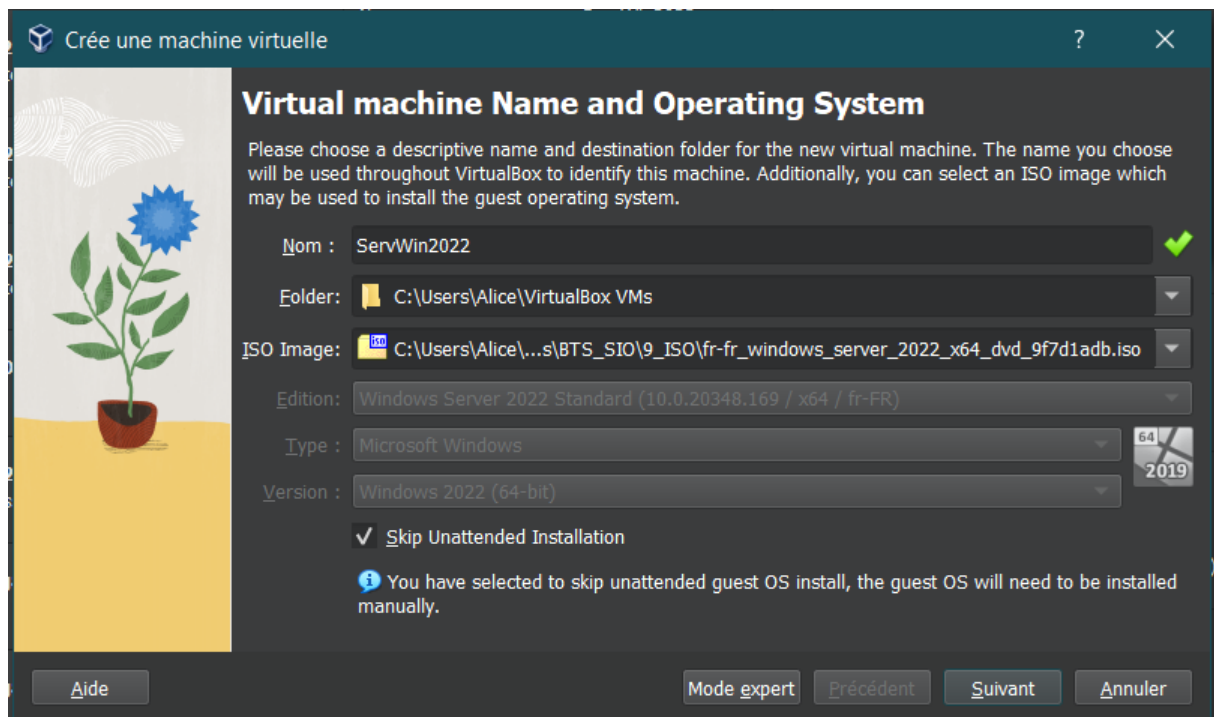 Crée une machine virtuelle
?
Virtual machine Name and Operating System
Please choose a descriptive name and destination folder for the new virtual machine. The name you choose
will be used throughout VirtualBox to identify this machine. Additionally, you can select an ISO image which
may be used to install the guest operating system.
Nom : ServWin2022
Folder: C:\Users\Alice\VirtualBox VMs
ISO Image: iso C:\Users\Alice\...s\BTS_SIO\9_ISO\fr-fr_windows_server_2022_x64_dvd_9f7d1adb.iso
Edition: Windows Server 2022 Standard (10.0.20348.169 / x64 / fr-FR)
Type : Microsoft Windows
64
2019
Version : Windows 2022 (64-bit)
Skip Unattended Installation
You have selected to skip unattended guest OS install, the guest OS will need to be installed
manually.
Aide Mode expert Précédent Suivant Annuler